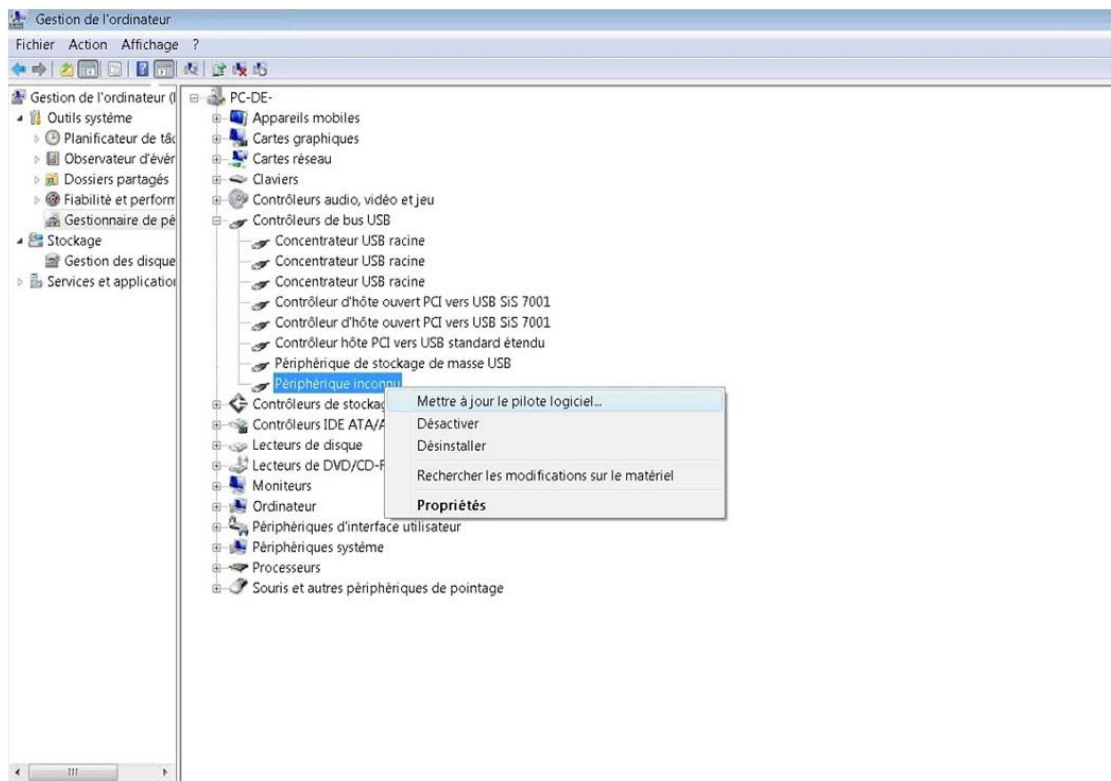 Gestion de l'ordinateur
Fichier Action Affichage ?
Gestion de l'ordinateur (l
Outils système
Planificateur de tâc
Observateur d'évér
Dossiers partagés
Fiabilité et perform
Gestionnaire de pé
Stockage
Gestion des disque
Services et application
PC-DE-
Appareils mobiles
Cartes graphiques
Cartes réseau
Claviers
Contrôleurs audio, vidéo et jeu
Contrôleurs de bus USB
Concentrateur USB racine
Concentrateur USB racine
Concentrateur USB racine
Contrôleur d'hôte ouvert PCI vers USB SiS 7001
Contrôleur d'hôte ouvert PCI vers USB SiS 7001
Contrôleur hôte PCI vers USB standard étendu
Périphérique de stockage de masse USB
Périphérique inconnu
Contrôleurs de stockag
Contrôleurs IDE ATA/A
Lecteurs de disque
Lecteurs de DVD/CD-R
Moniteurs
Ordinateur
Périphériques d'interface utilisateur
Périphériques système
Processeurs
Souris et autres périphériques de pointage
Mettre à jour le pilote logiciel...
Désactiver
Désinstaller
Rechercher les modifications sur le matériel
Propriétés